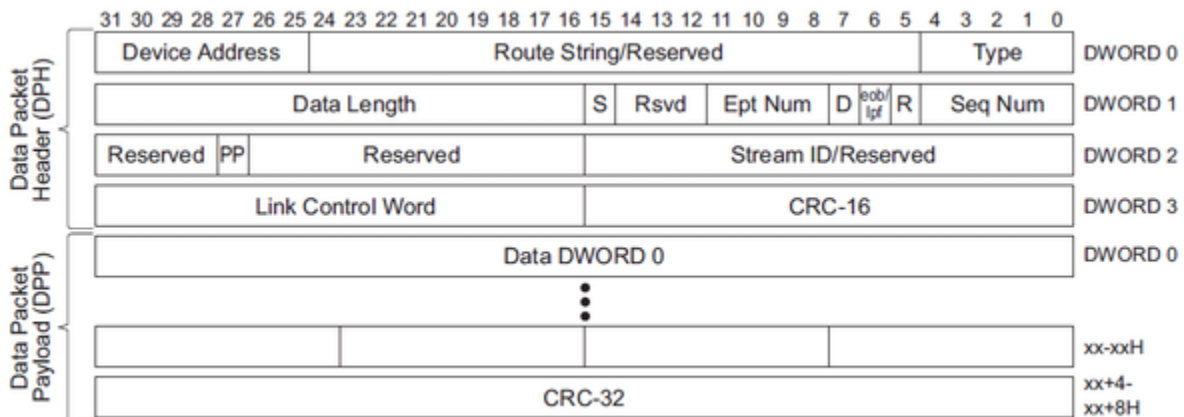 31 30 29 28 27 26 25 24 23 22 21 20 19 18 17 16 15 14 13 12 11 10 9 8 7 6 5 4 3 2 1 0
Data Packet
Header (DPH)
Device Address Route String/Reserved Type DWORD 0
Data Length S Rsvd Ept Num D eob/ lpf R Seq Num DWORD 1
Reserved PP Reserved Stream ID/Reserved DWORD 2
Link Control Word CRC-16 DWORD 3
Data Packet
Payload (DPP)
Data DWORD 0 DWORD 0
xx-xxH
CRC-32 xx+4-
xx+8H